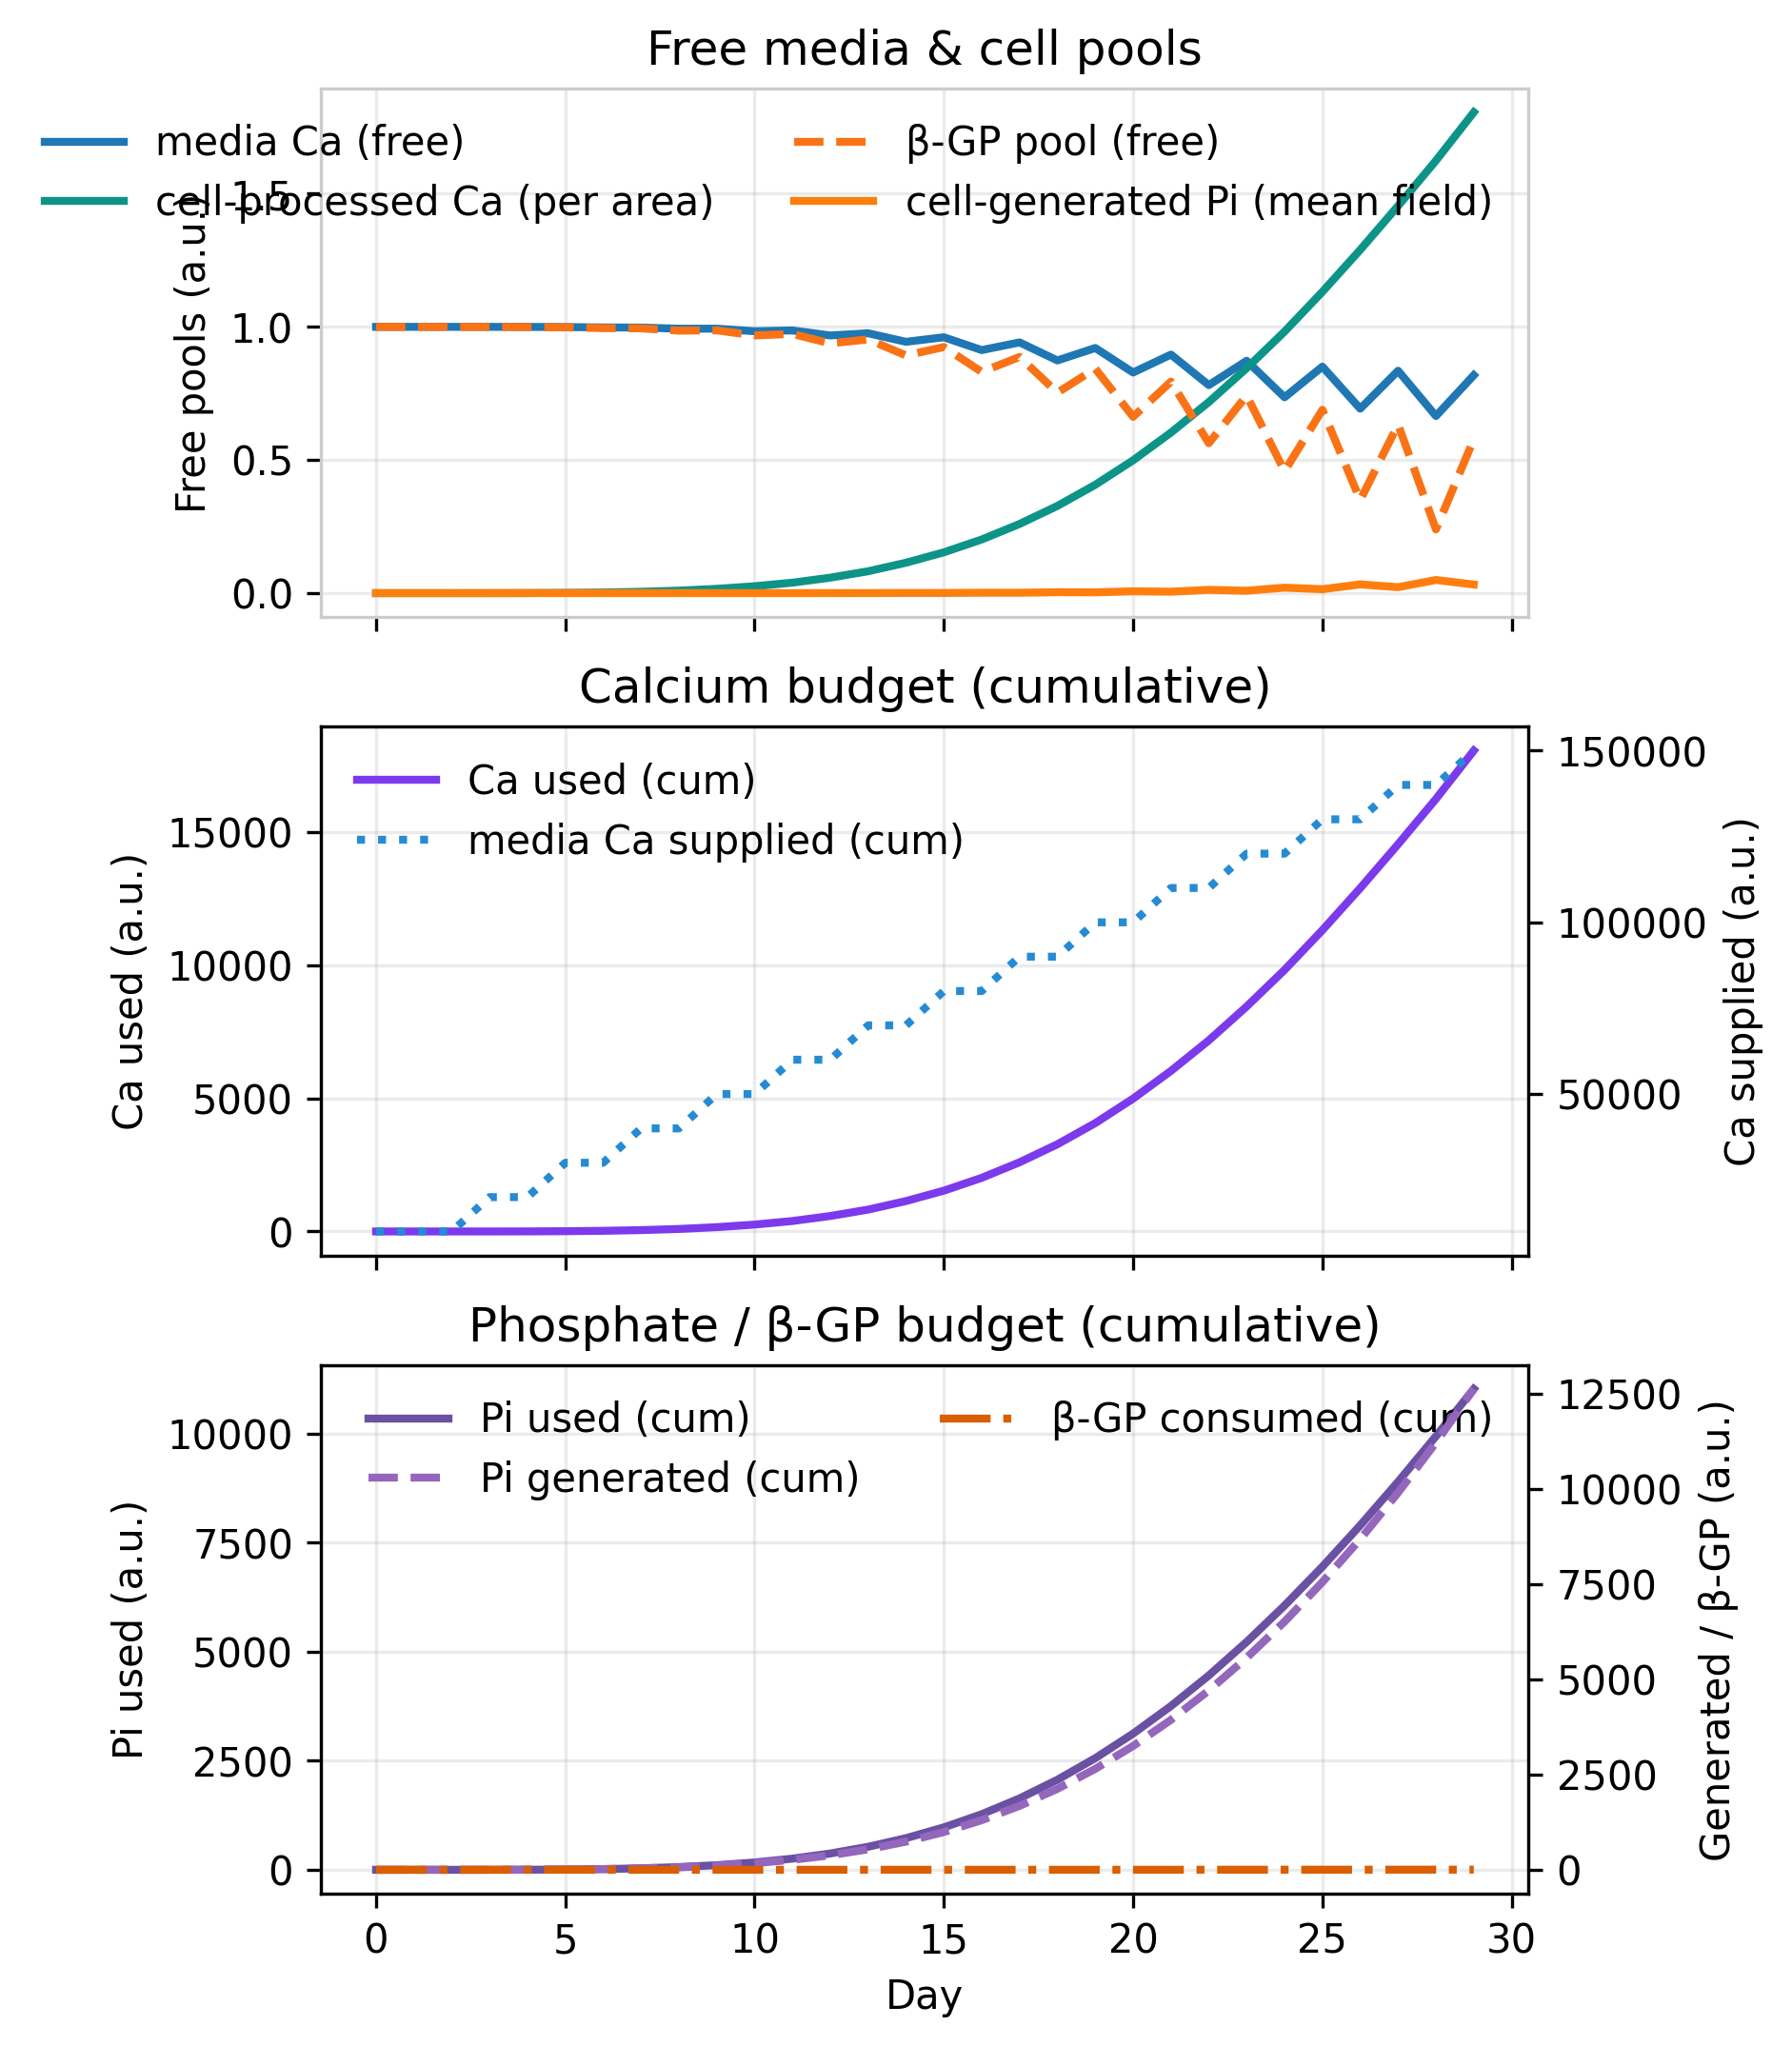 Free media & cell pools
media Ca (free)
β-GP pool (free)
cell-processed Ca (per area)
cell-generated Pi (mean field)
Free pools (a.u.)
1.5
1.0
0.5
0.0
Calcium budget (cumulative)
Ca used (cum)
media Ca supplied (cum)
Ca used (a.u.)
15000
10000
5000
0
150000
100000
50000
Ca supplied (a.u.)
Phosphate / β-GP budget (cumulative)
Pi used (cum)
β-GP consumed (cum)
Pi generated (cum)
Pi used (a.u.)
10000
7500
5000
2500
0
12500
10000
7500
5000
2500
0
Generated / β-GP (a.u.)
0 5 10 15 20 25 30
Day